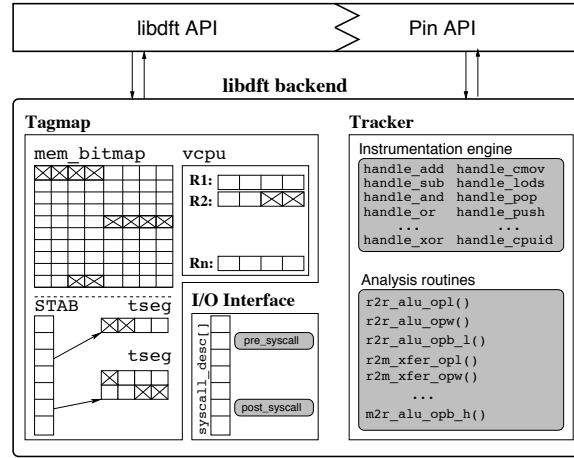 libdft API
Pin API
libdft backend
Tagmap
mem_bitmap
vcpu
R1:
R2:
Rn:
STAB
tseg
tseg
I/O Interface
syscall_desc[]
pre_syscall
post_syscall
Tracker
Instrumentation engine
handle_add handle_cmov
handle_sub handle_lods
handle_and handle_pop
handle_or handle_push
... ...
handle_xor handle_cpuid
Analysis routines
r2r_alu_opl()
r2r_alu_opw()
r2r_alu_opb_l()
r2m_xfer_opl()
r2m_xfer_opw()
...
m2r_alu_opb_h()